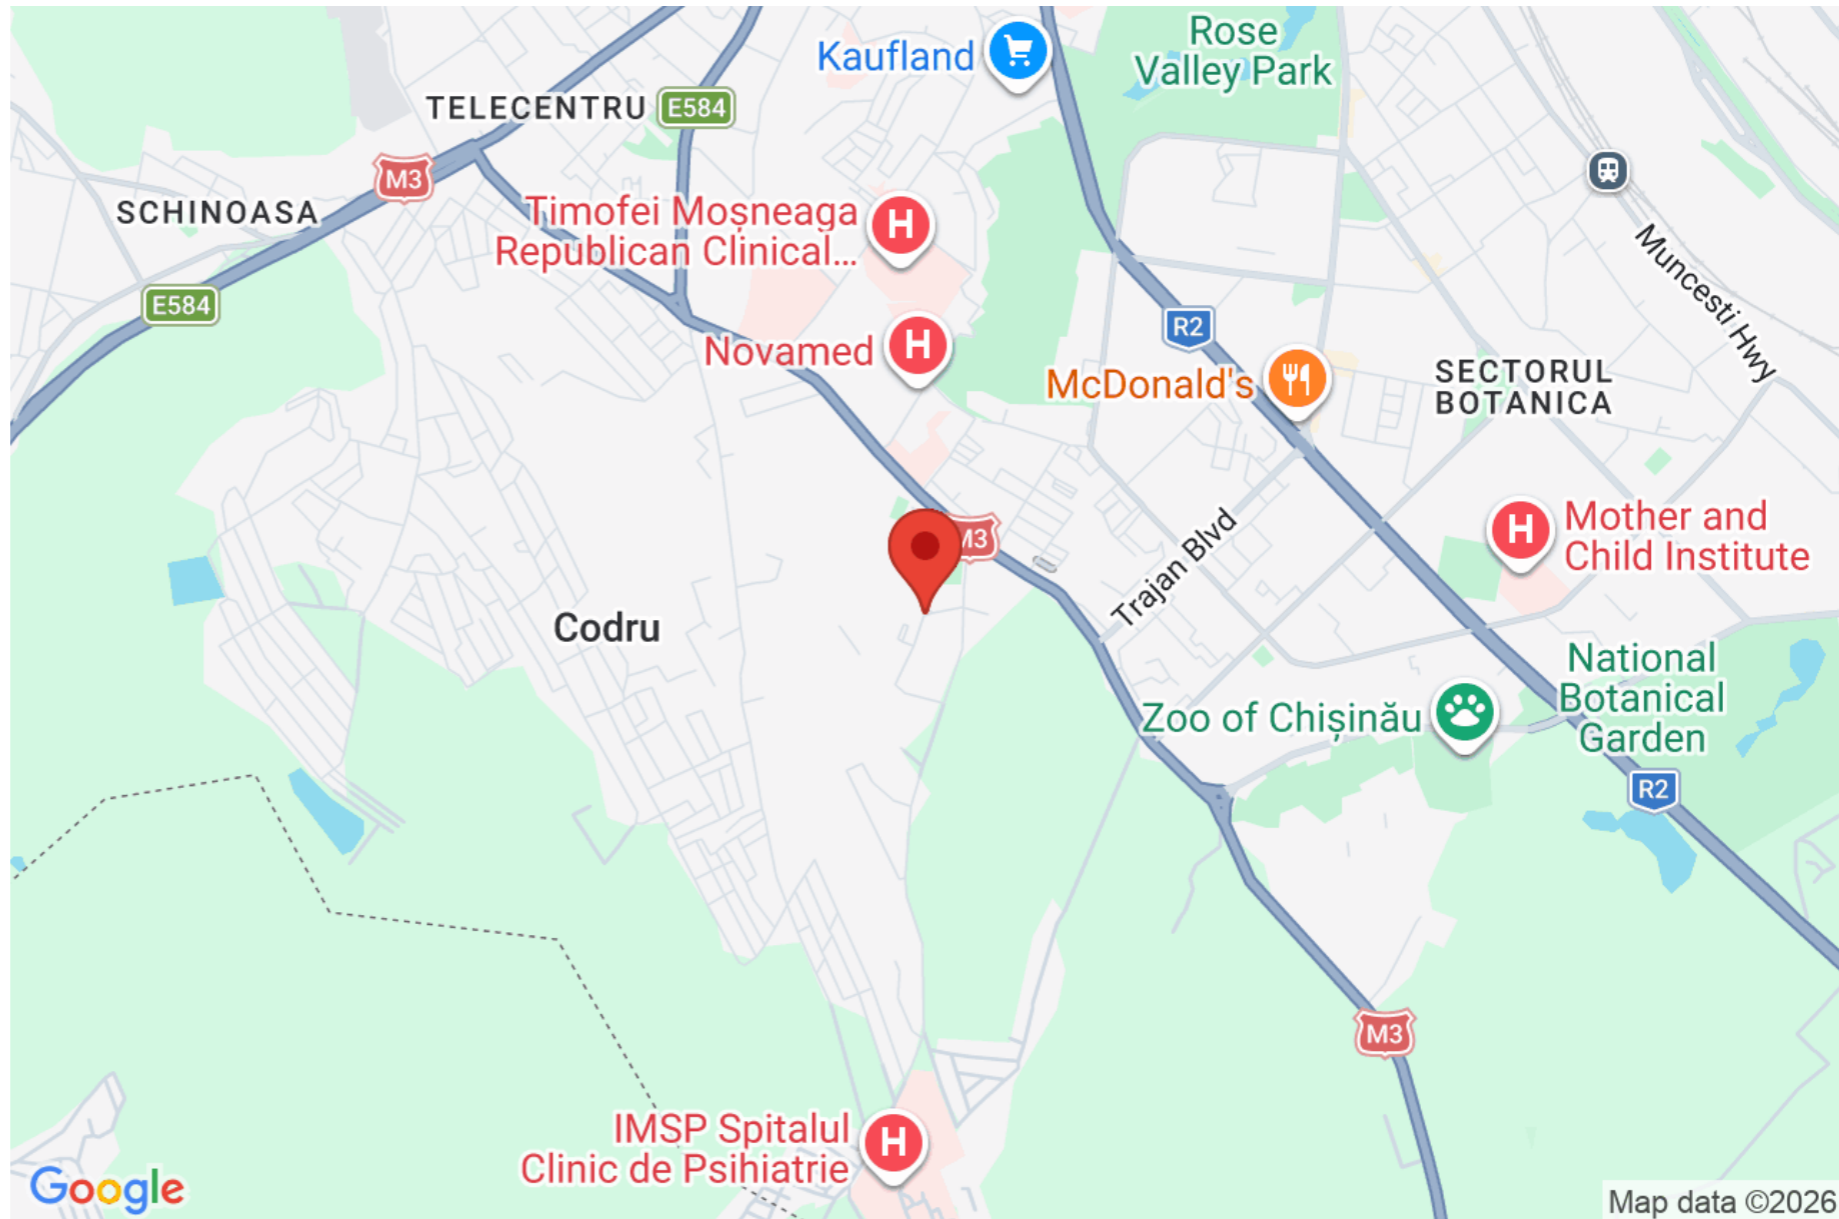 Kaufland
Rose
Valley Park
TELECENTRU
E584
M3
SCHINOASA
Timofei Moșneaga
Republican Clinical...
H
E584
Muncesti Hwy
R2
Novamed
H
McDonald's
SECTORUL
BOTANICA
M3
Trajan Blvd
H
Mother and
Child Institute
Codru
National
Botanical
Garden
Zoo of Chișinău
R2
M3
IMSP Spitalul
Clinic de Psihiatrie
H
Google
Map data ©2026